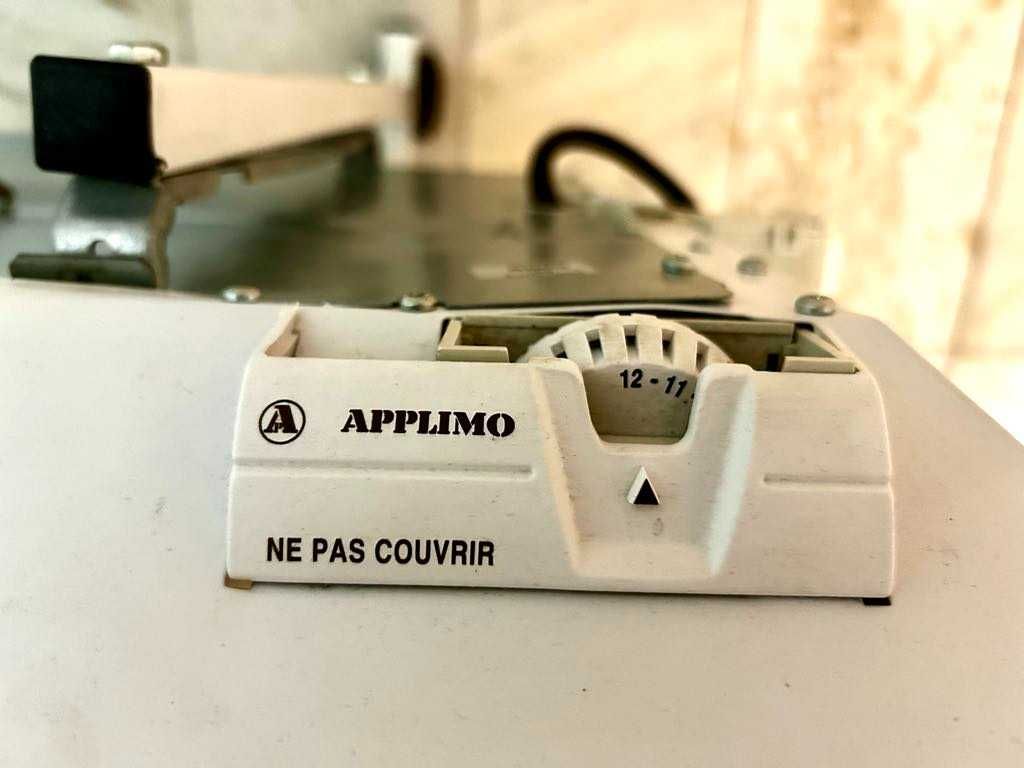 A APPLIMO
12 - 11
NE PAS COUVRIR